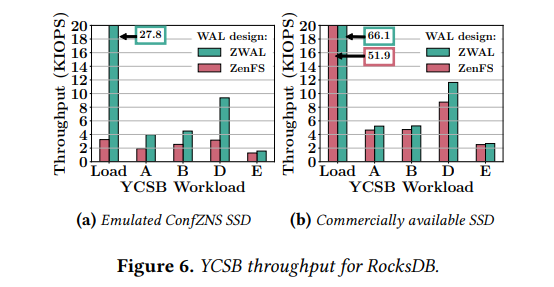 Throughput (KIOPS)
20
18
16
14
12
10
8
6
4
2
0
27.8
WAL design:
ZWAL
ZenFS
Load A B D E
YCSB Workload
(a) Emulated ConfZNS SSD
Throughput (KIOPS)
20
18
16
14
12
10
8
6
4
2
0
66.1
51.9
WAL design:
ZWAL
ZenFS
Load A B D E
YCSB Workload
(b) Commercially available SSD
Figure 6. YCSB throughput for RocksDB.